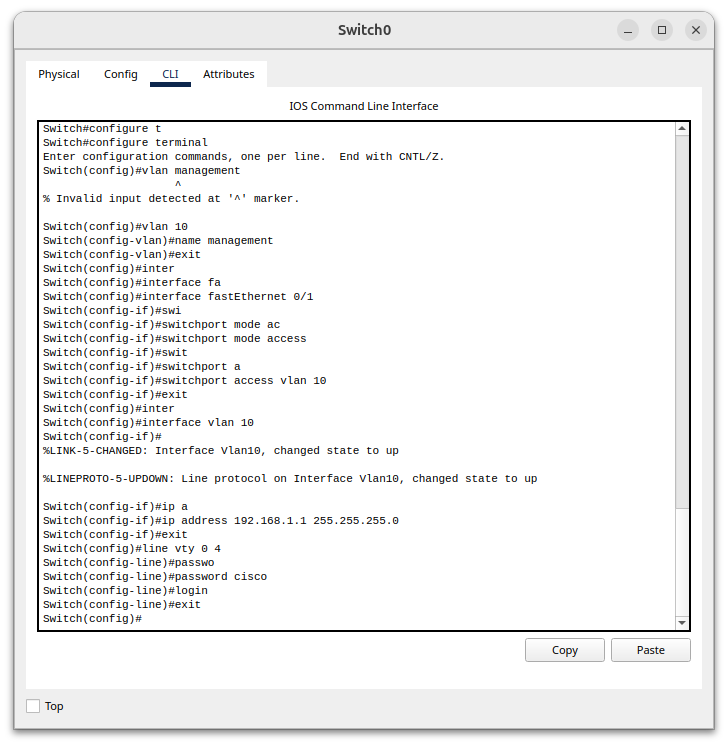 Switch0
Physical Config CLI Attributes
IOS Command Line Interface
Switch#configure t
Switch#configure terminal
Enter configuration commands, one per line.  End with CNTL/Z.
Switch(config)#vlan management
^
% Invalid input detected at '^' marker.
Switch(config)#vlan 10
Switch(config-vlan)#name management
Switch(config-vlan)#exit
Switch(config)#inter
Switch(config)#interface fa
Switch(config)#interface fastEthernet 0/1
Switch(config-if)#swi
Switch(config-if)#switchport mode ac
Switch(config-if)#switchport mode access
Switch(config-if)#swit
Switch(config-if)#switchport a
Switch(config-if)#switchport access vlan 10
Switch(config-if)#exit
Switch(config)#inter
Switch(config)#interface vlan 10
Switch(config-if)#
%LINK-5-CHANGED: Interface Vlan10, changed state to up
%LINEPROTO-5-UPDOWN: Line protocol on Interface Vlan10, changed state to up
Switch(config-if)#ip a
Switch(config-if)#ip address 192.168.1.1 255.255.255.0
Switch(config-if)#exit
Switch(config)#line vty 0 4
Switch(config-line)#passwo
Switch(config-line)#password cisco
Switch(config-line)#login
Switch(config-line)#exit
Switch(config)#
Copy Paste
Top